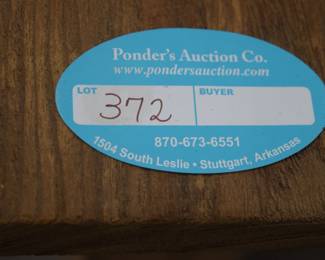 Ponder's Auction Co.
www.pondersauction.com
LOT BUYER
372
870-673-6551
1504 South Leslie • Stuttgart, Arkansas